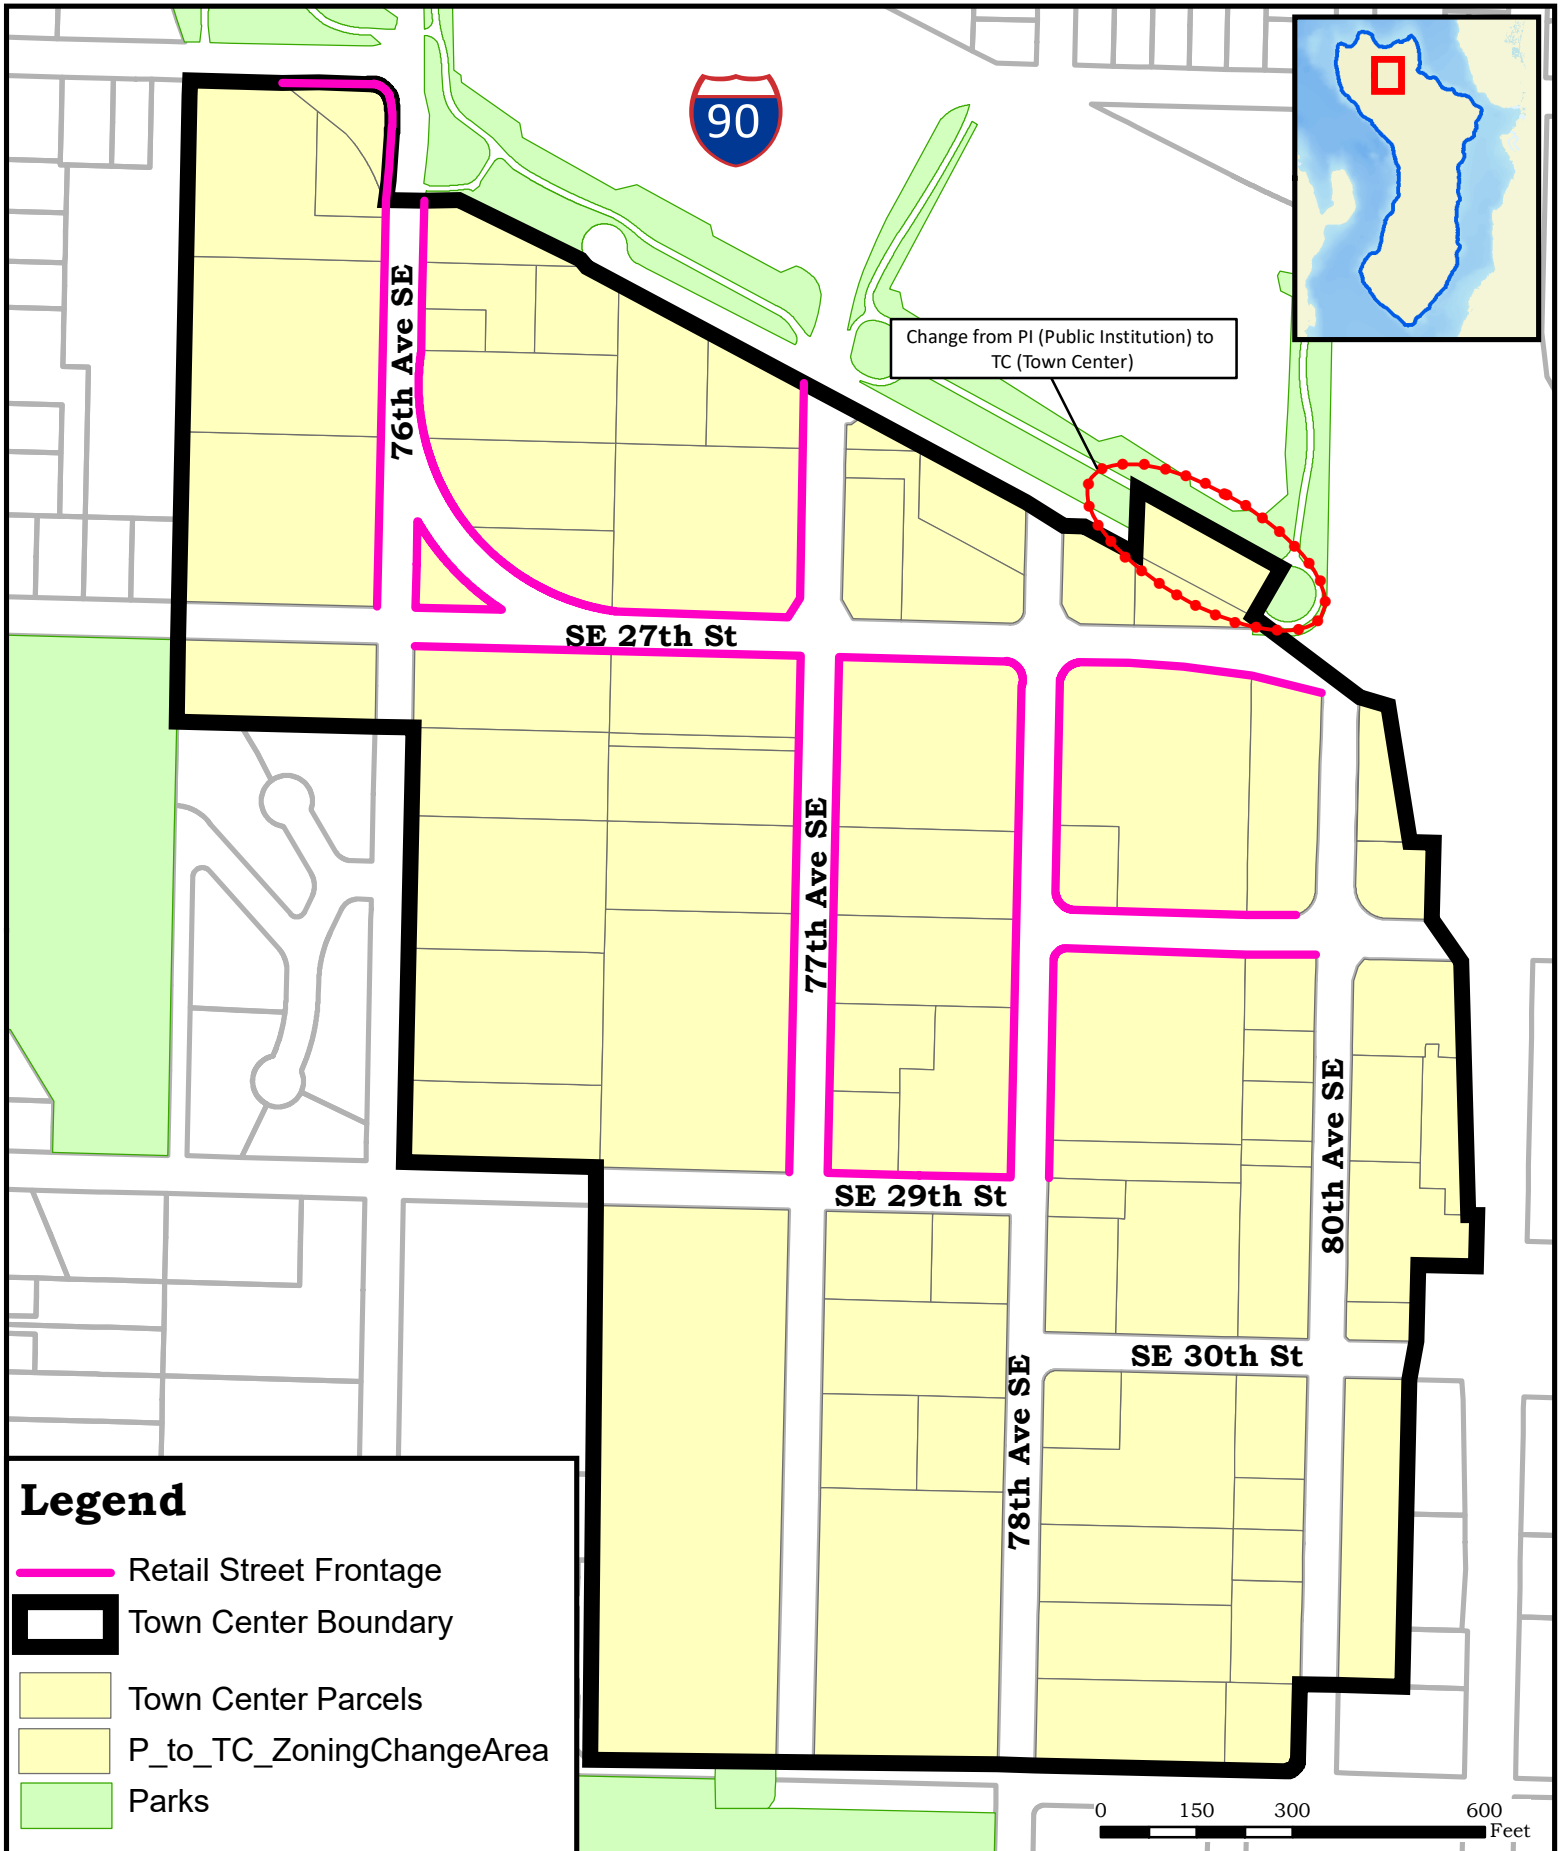 90
Change from PI (Public Institution) to
TC (Town Center)
76th Ave SE
SE 27th St
77th Ave SE
SE 29th St
80th Ave SE
SE 30th St
78th Ave SE
Legend
Retail Street Frontage
Town Center Boundary
Town Center Parcels
P_to_TC_ZoningChangeArea
Parks
0 150 300 600
Feet